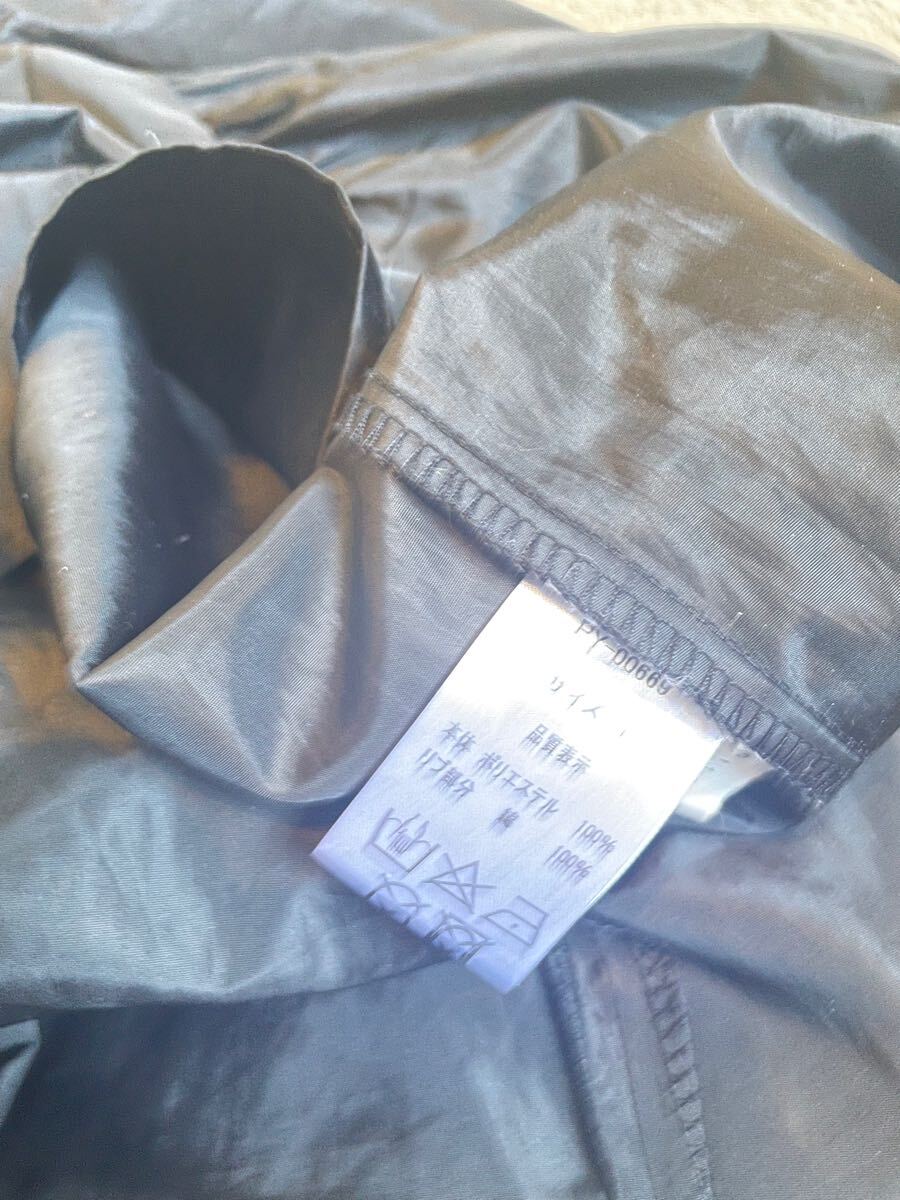 PY-00669
サイズ
品質表示
本体 ポリエステル 100%
リブ部分 綿 100%